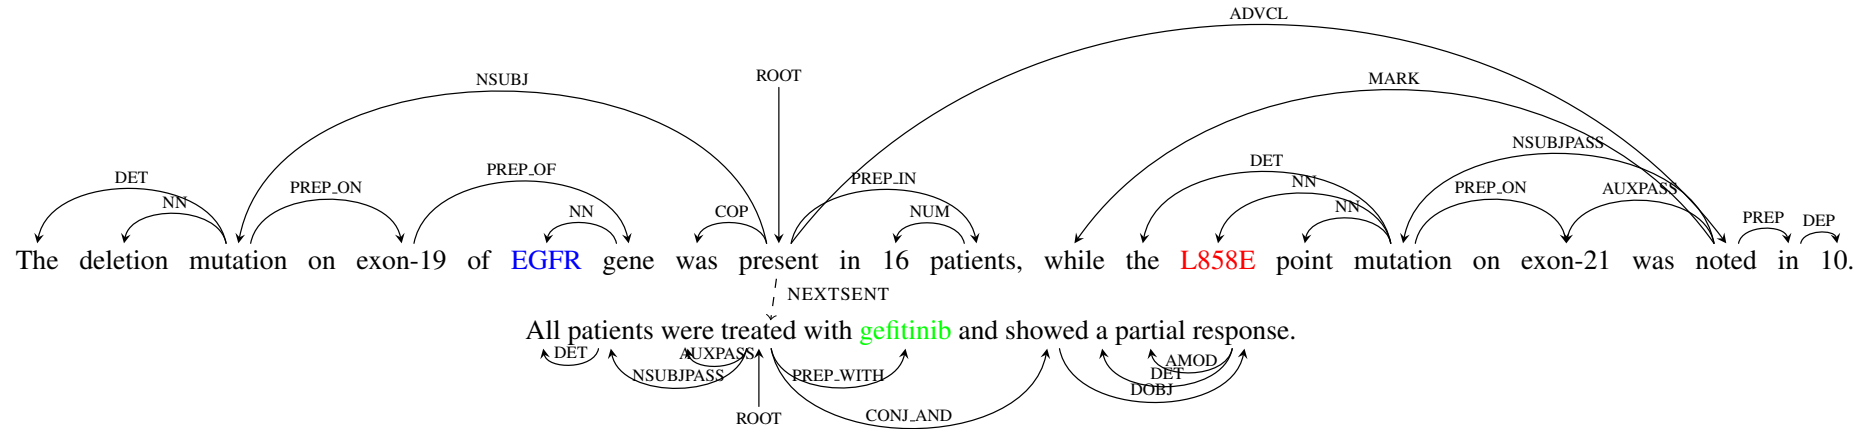 ADVCL
NSUBJ ROOT MARK
NSUBJPASS
DET NN PREP_ON PREP_OF NN COP PREP_IN NUM DET NN NN PREP_ON AUXPASS PREP DEP
The deletion mutation on exon-19 of EGFR gene was present in 16 patients, while the L858E point mutation on exon-21 was noted in 10.
NEXTSENT
All patients were treated with gefitinib and showed a partial response.
DET AUXPASS AMOD
NSUBJPASS PREP_WITH DET
DOBJ
ROOT CONJ_AND